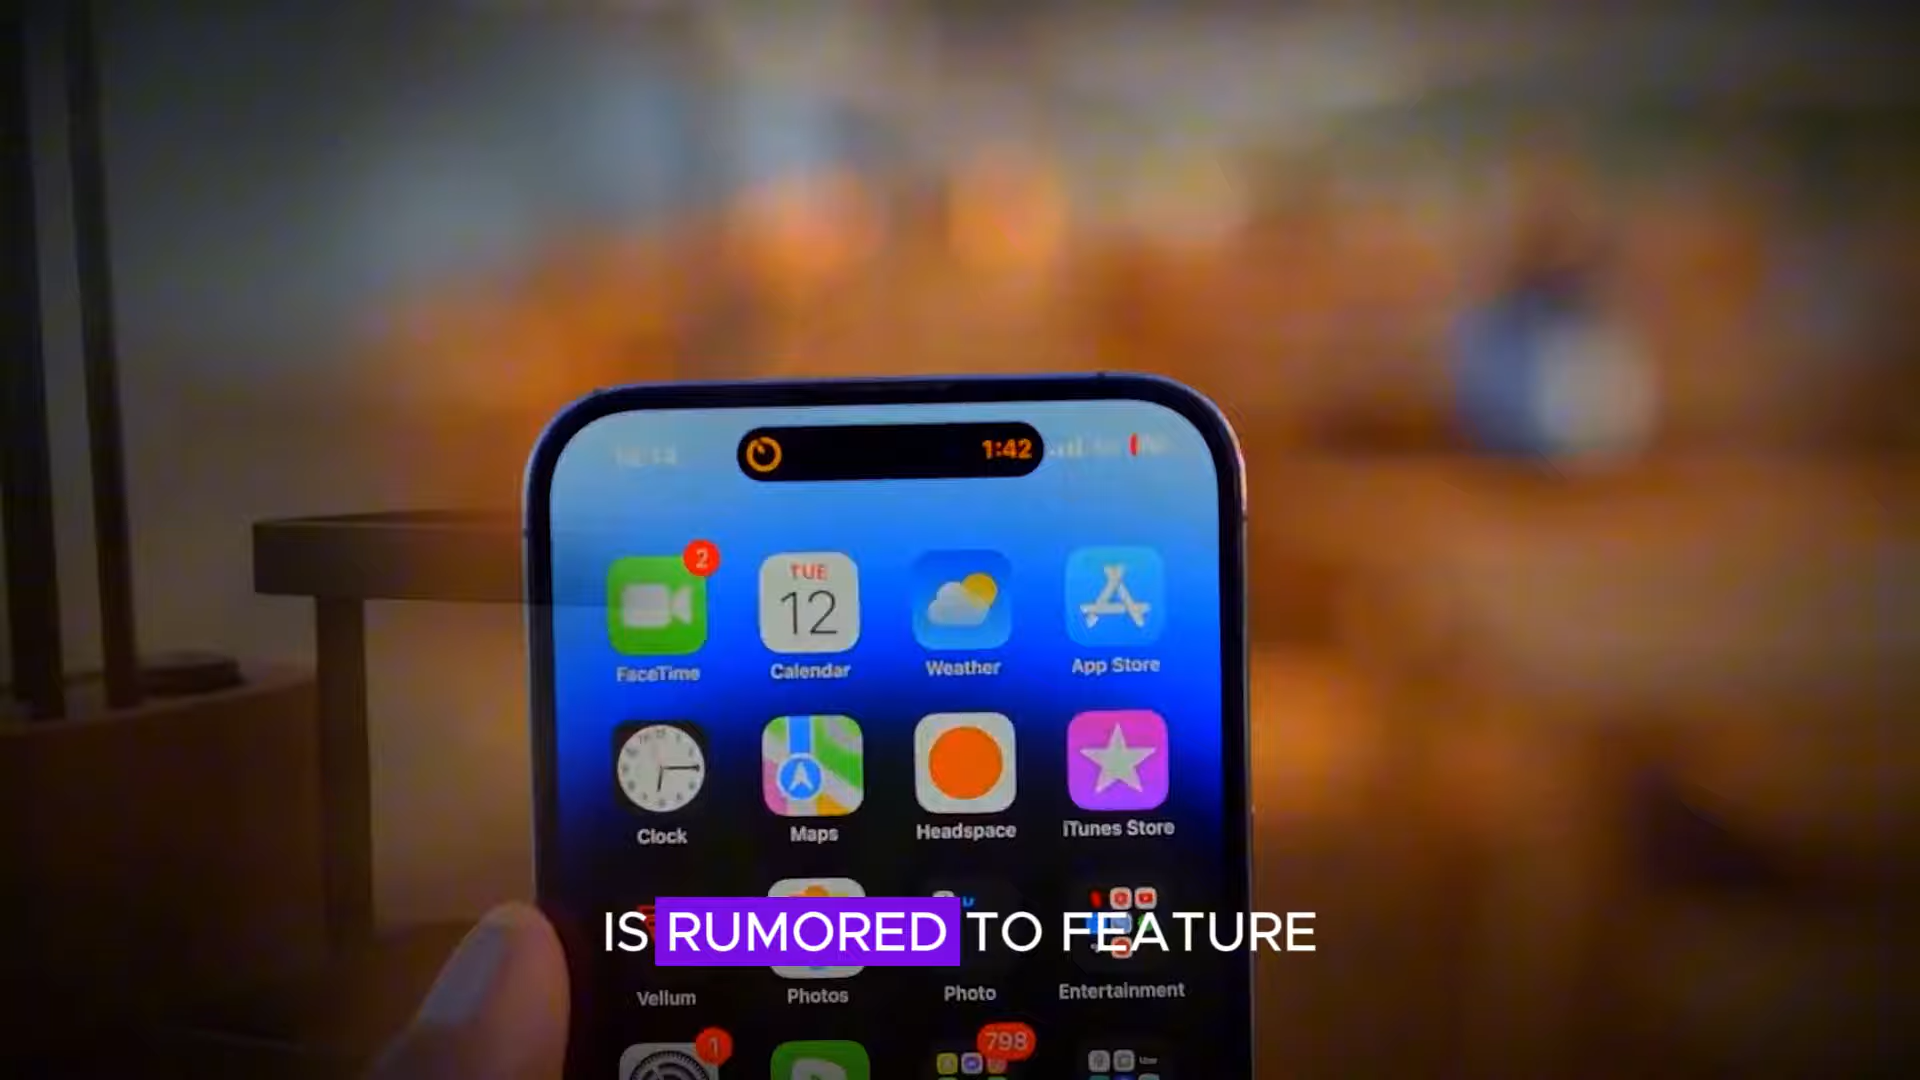 1:42
2
TUE
12
FaceTime Calendar Weather App Store
Clock Maps Headspace iTunes Store
IS RUMORED TO FEATURE
Vellum Photos Photo Entertainment
1
798